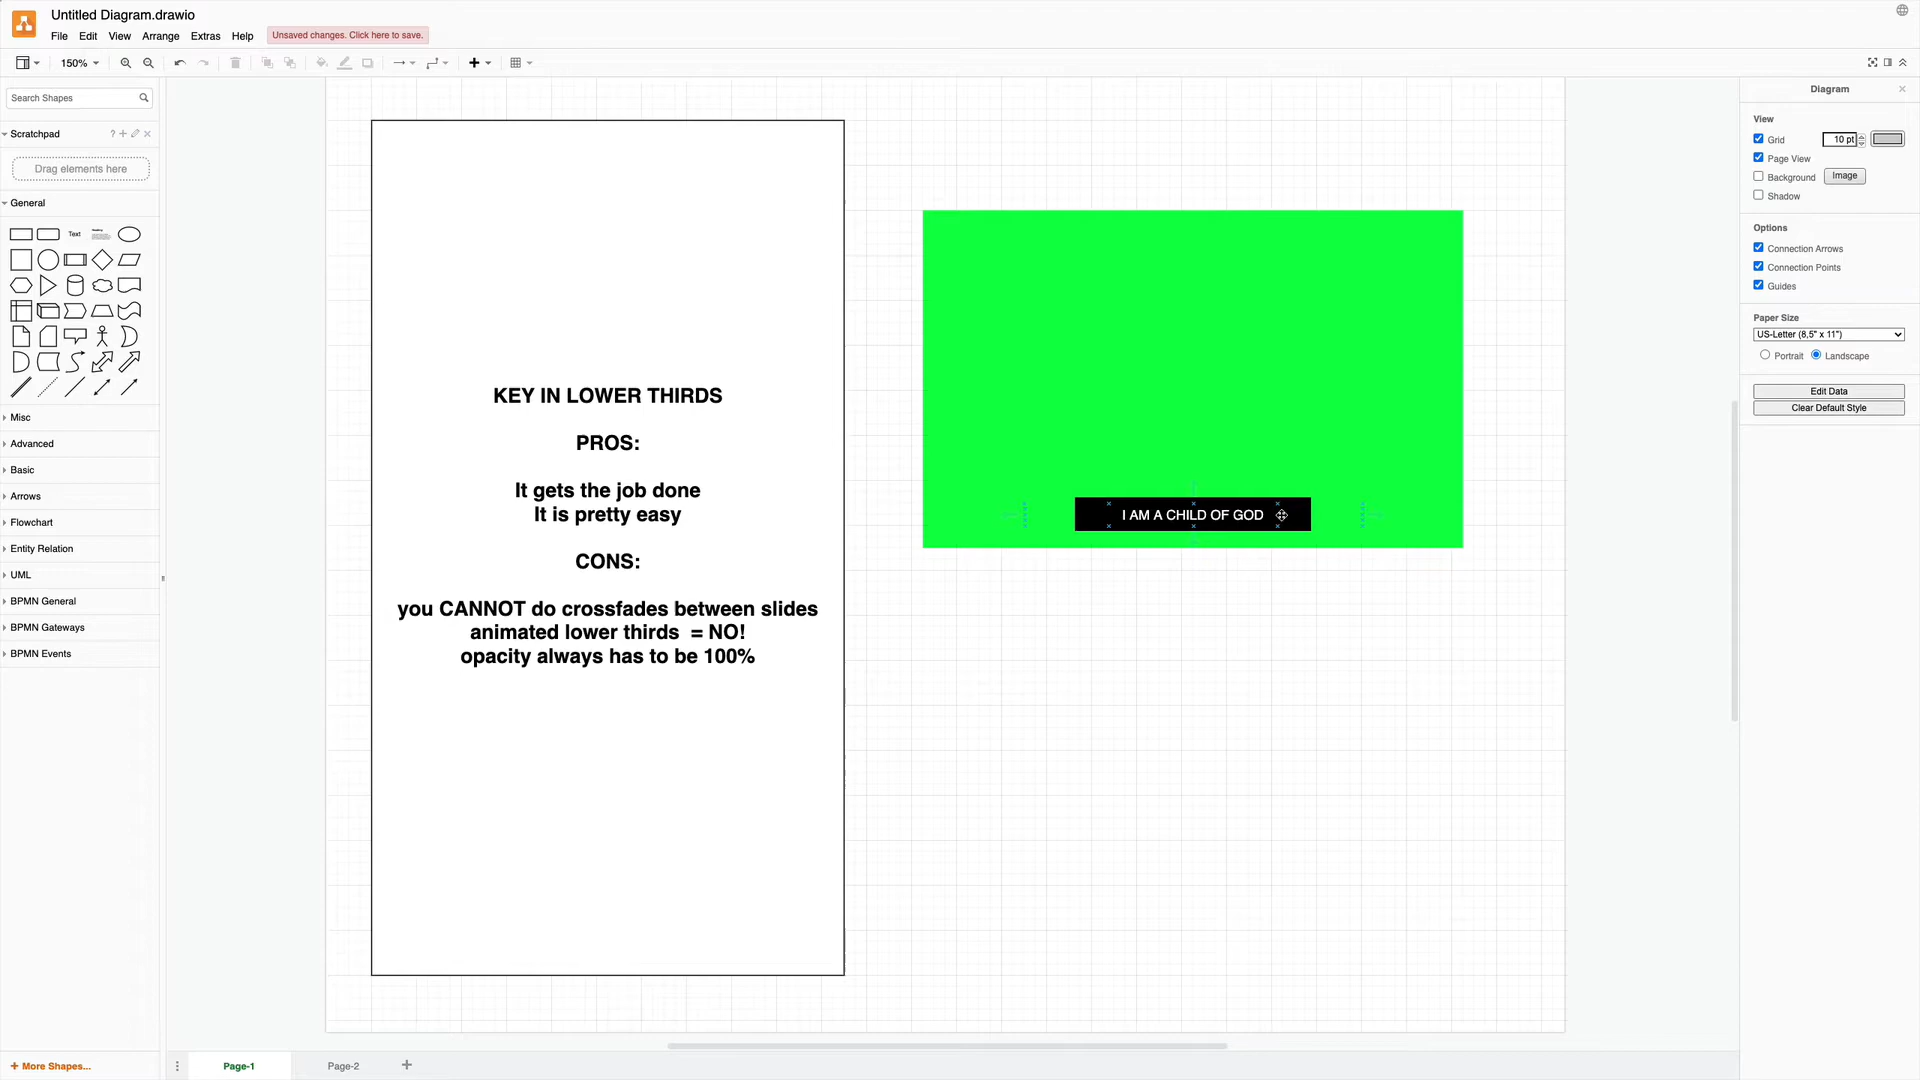 Untitled Diagram.drawio
File Edit View Arrange Extras Help Unsaved changes. Click here to save.
150%
Search Shapes
Scratchpad
Drag elements here
General
Text
Misc
Advanced
Basic
Arrows
Flowchart
Entity Relation
UML
BPMN General
BPMN Gateways
BPMN Events
+ More Shapes...
KEY IN LOWER THIRDS
PROS:
It gets the job done
It is pretty easy
CONS:
you CANNOT do crossfades between slides
animated lower thirds = NO!
opacity always has to be 100%
I AM A CHILD OF GOD
Diagram
View
Grid 10 pt
Page View
Background Image
Shadow
Options
Connection Arrows
Connection Points
Guides
Paper Size
US-Letter (8,5" x 11")
Portrait Landscape
Edit Data
Clear Default Style
Page-1 Page-2